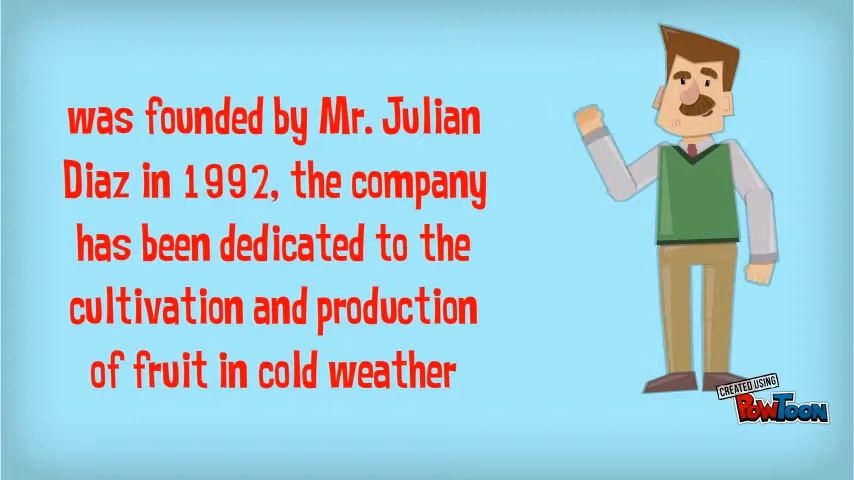 was founded by Mr. Julian
Diaz in 1992, the company
has been dedicated to the
cultivation and production
of fruit in cold weather
CREATED USING
PowToon